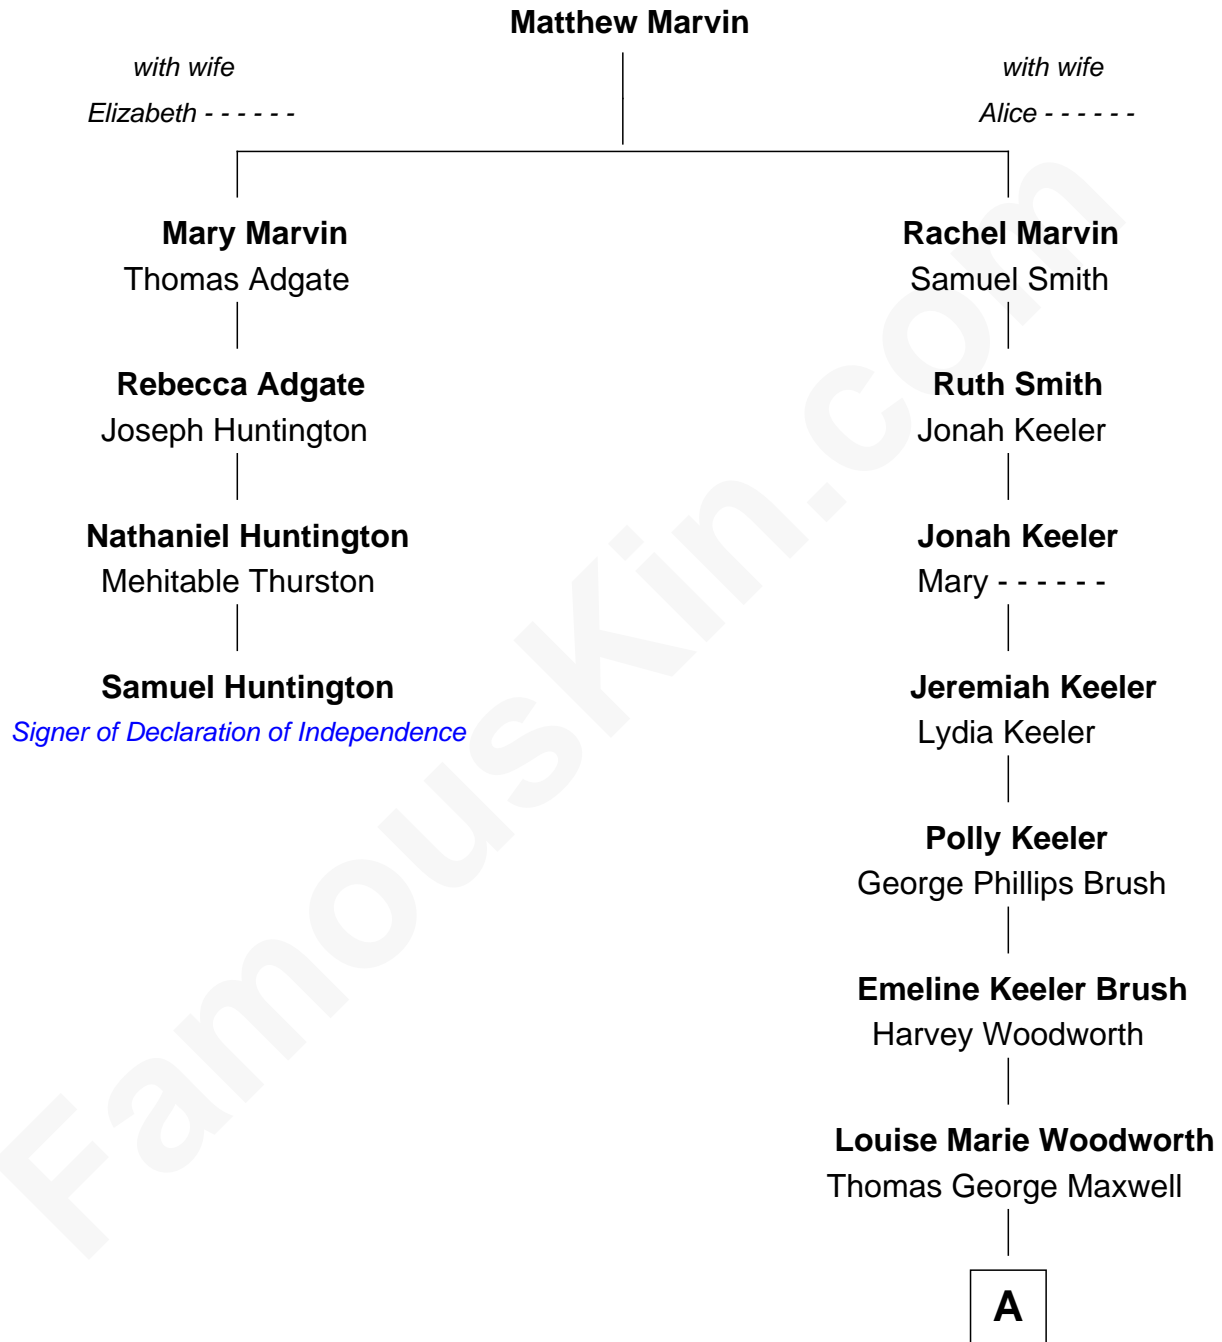 Matthew Marvin
with wife
Elizabeth - - - - - -
with wife
Alice - - - - - -
Mary Marvin
Thomas Adgate
Rebecca Adgate
Joseph Huntington
Nathaniel Huntington
Mehitable Thurston
Samuel Huntington
Signer of Declaration of Independence
Rachel Marvin
Samuel Smith
Ruth Smith
Jonah Keeler
Jonah Keeler
Mary - - - - - -
Jeremiah Keeler
Lydia Keeler
Polly Keeler
George Phillips Brush
Emeline Keeler Brush
Harvey Woodworth
Louise Marie Woodworth
Thomas George Maxwell
A
FamousKin.com